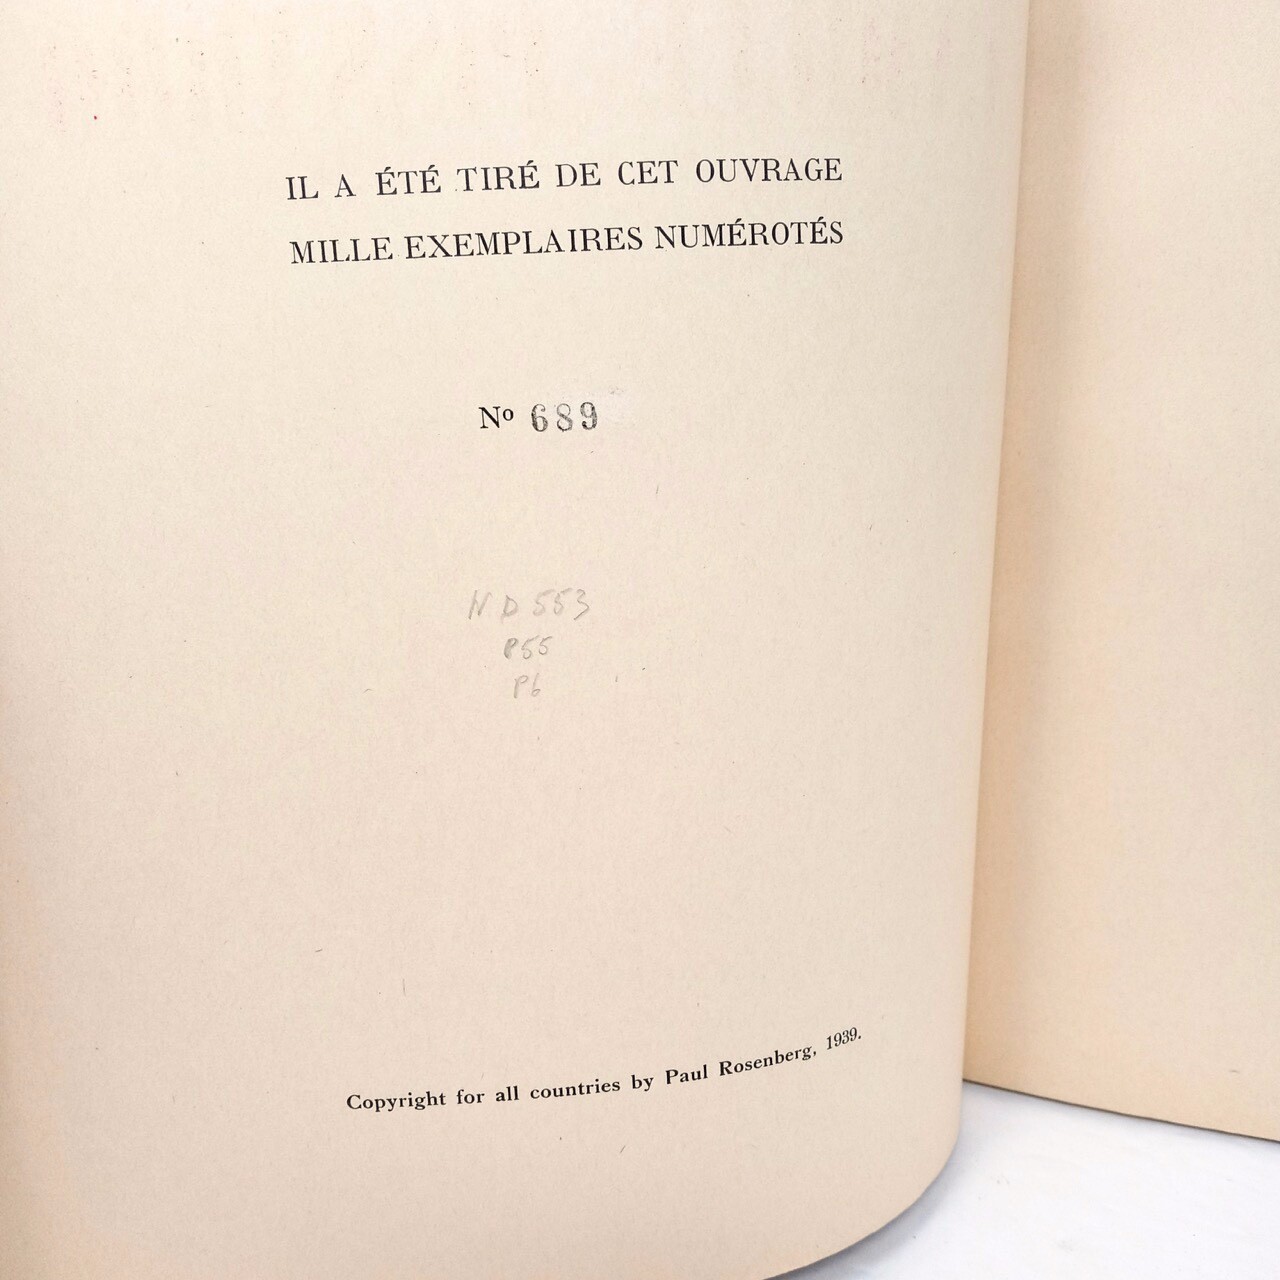 IL A ÉTÉ TIRÉ DE CET OUVRAGE
MILLE EXEMPLAIRES NUMÉROTÉS
Nº 689
ND553
P55
P6
Copyright for all countries by Paul Rosenberg, 1939.